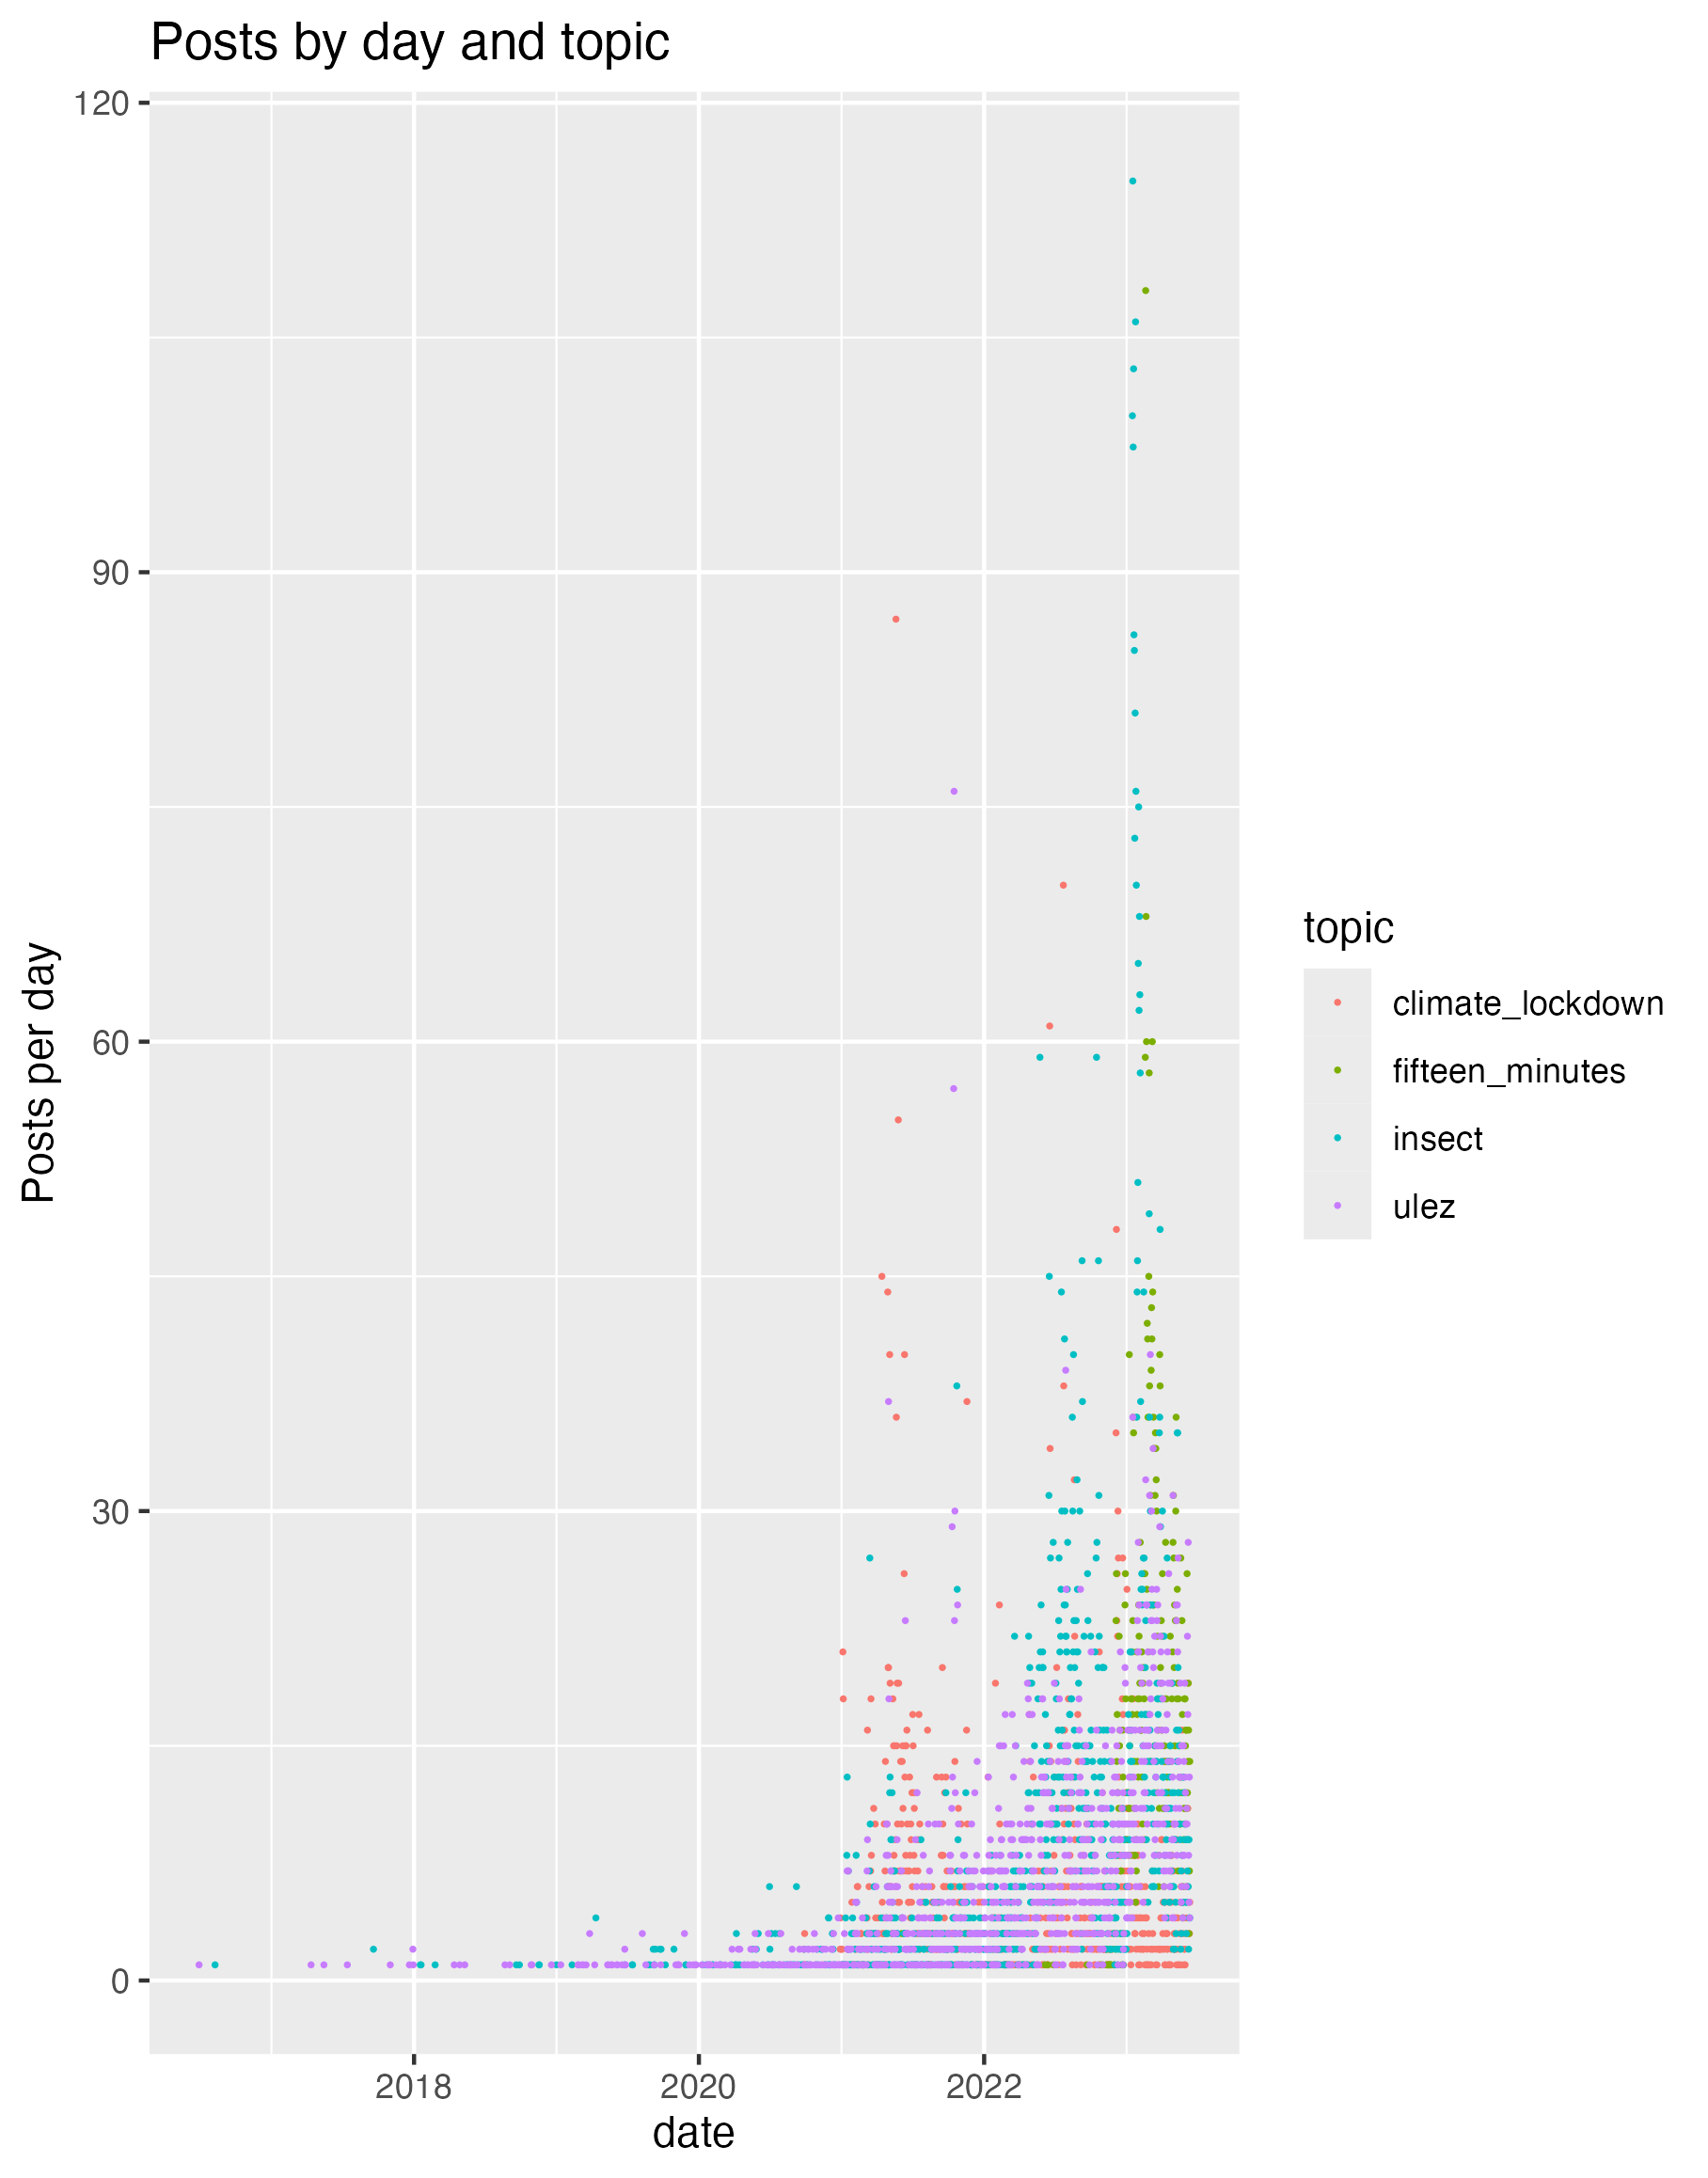 Posts by day and topic
120
90
60
30
0
Posts per day
2018
2020
2022
date
topic
climate_lockdown
fifteen_minutes
insect
ulez